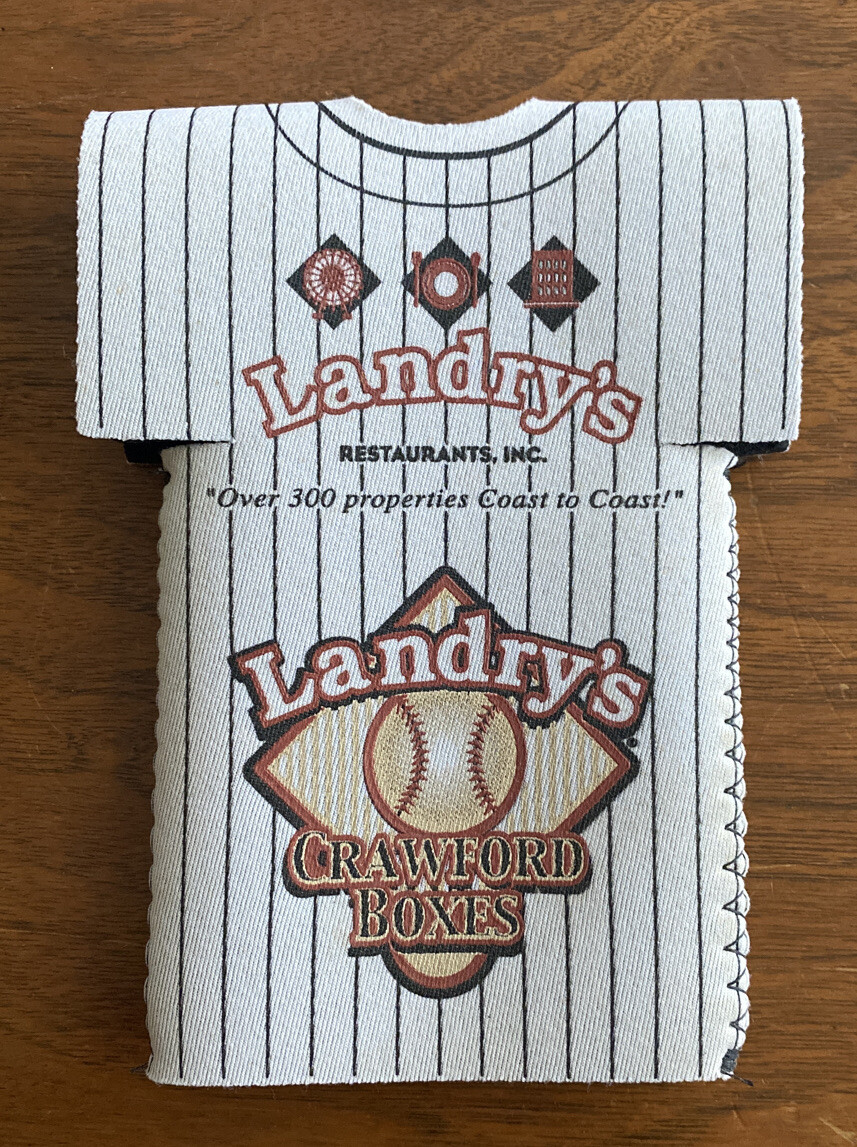 Landry's
RESTAURANTS, INC.
"Over 300 properties Coast to Coast!"
Landry's
CRAWFORD
BOXES